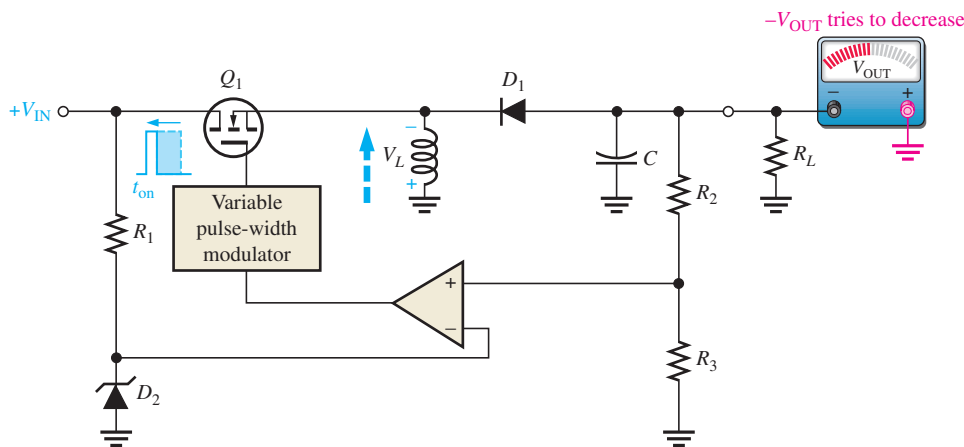 –VOUT tries to decrease
VOUT
– +
Q1
D1
+VIN
ton
–
VL
+
C
R2
RL
R1
Variable
pulse-width
modulator
+
–
R3
D2